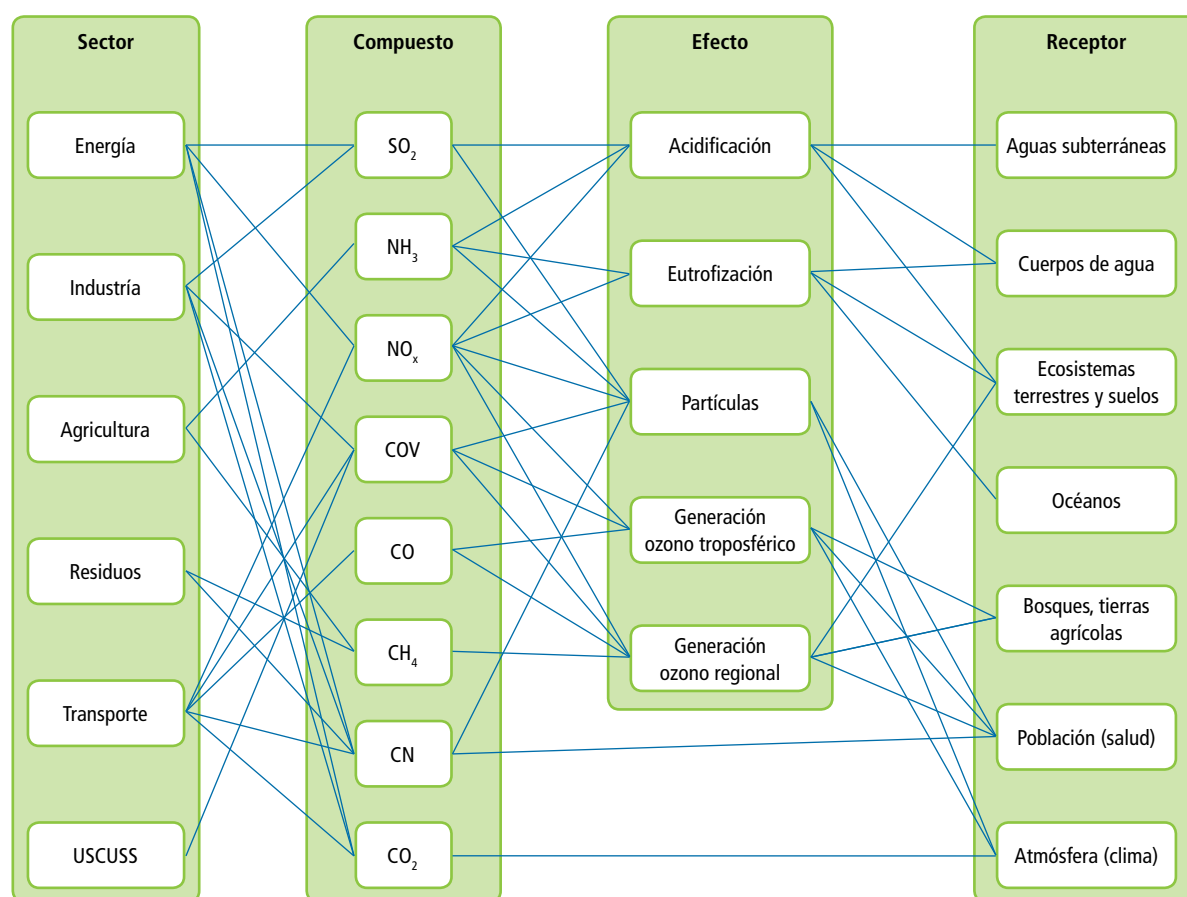 Sector
Energía
Industría
Agricultura
Residuos
Transporte
USCUSS
Compuesto
SO2
NH3
NOx
COV
CO
CH4
CN
CO2
Efecto
Acidificación
Eutrofización
Partículas
Generación
ozono troposférico
Generación
ozono regional
Receptor
Aguas subterráneas
Cuerpos de agua
Ecosistemas
terrestres y suelos
Océanos
Bosques, tierras
agrícolas
Población (salud)
Atmósfera (clima)